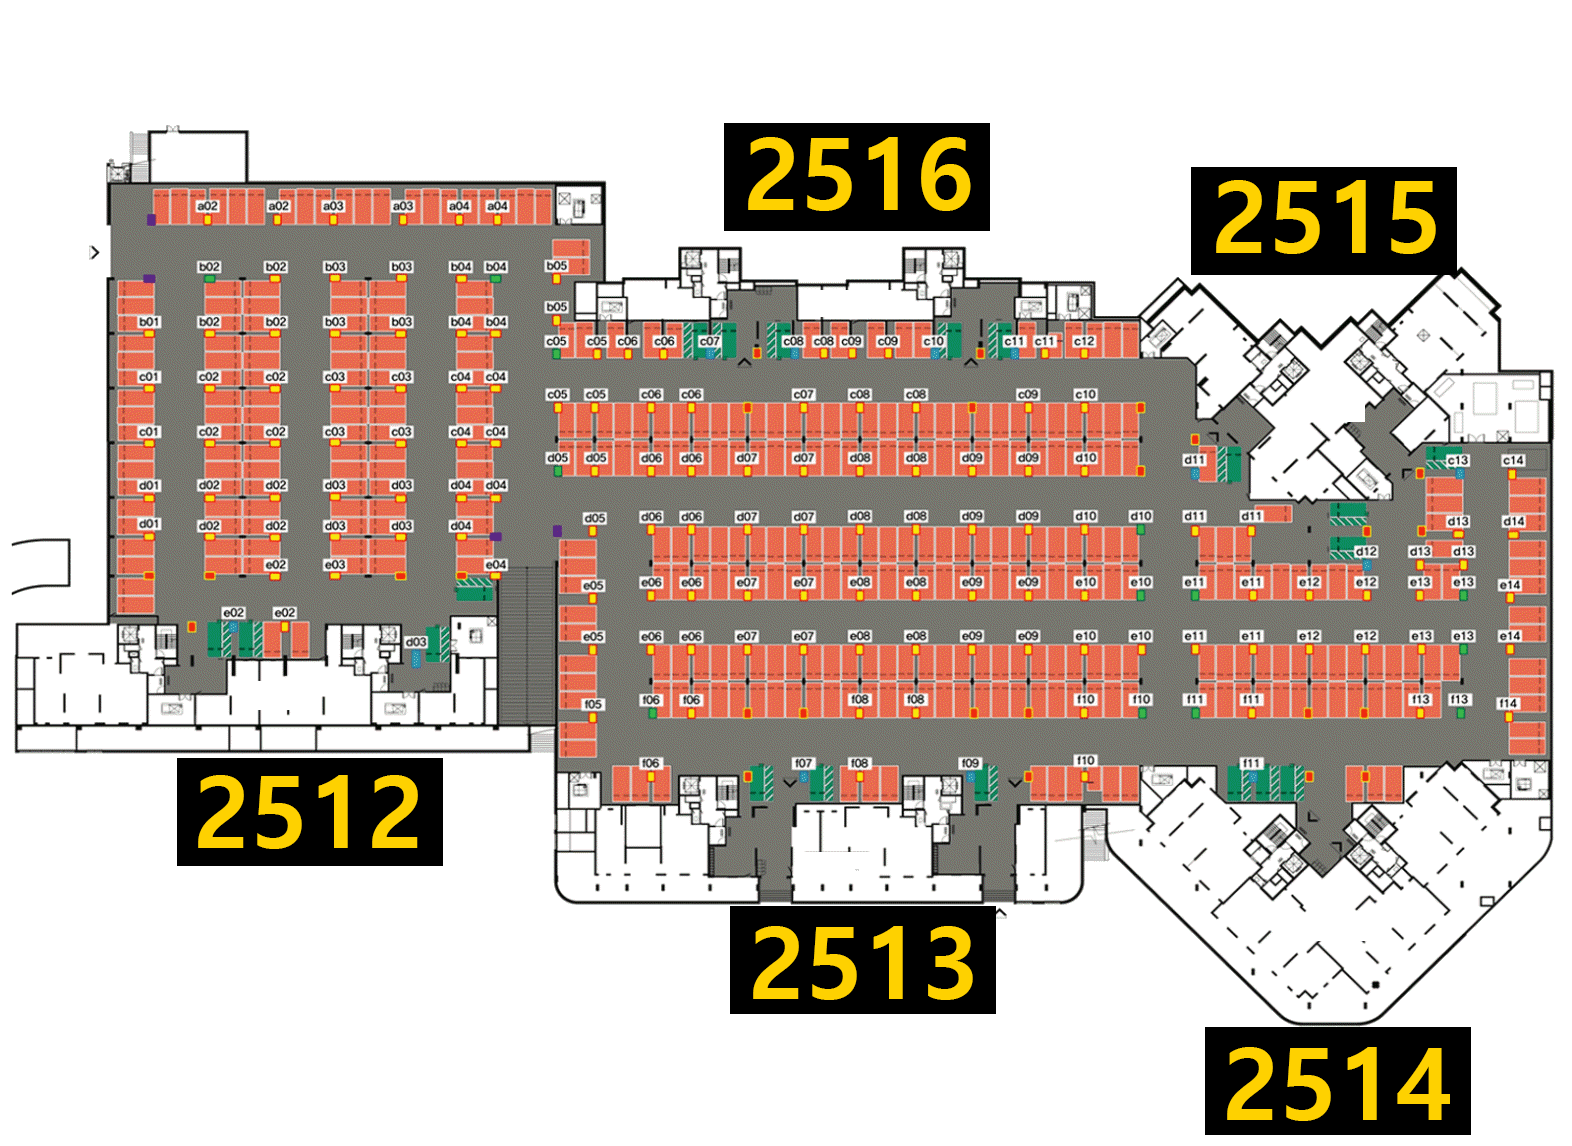 2516
2515
a02 a02 a03 a03 a04 a04
b02 b02 b03 b03 b04 b04 b05
b05
b01 b02 b02 b03 b03 b04 b04
c05 c05 c06 c06 c07 c08 c08 c09 c09 c10 c11 c11 c12
c01 c02 c02 c03 c03 c04 c04
c05 c05 c06 c06 c07 c08 c08 c09 c10
c01 c02 c02 c03 c03 c04 c04
d05 d05 d06 d06 d07 d07 d08 d08 d09 d09 d10 d11 c13 c14
d01 d02 d02 d03 d03 d04 d04
d01 d02 d02 d03 d03 d04 d05 d06 d06 d07 d07 d08 d08 d09 d09 d10 d10 d11 d11 d13 d14
d12 d13 d13
e02 e03 e04
e05 e06 e06 e07 e07 e08 e08 e09 e09 e10 e10 e11 e11 e12 e12 e13 e13 e14
e02 e02
d03
e05 e06 e06 e07 e07 e08 e08 e09 e09 e10 e10 e11 e11 e12 e12 e13 e13 e14
f05 f06 f06 f08 f08 f10 f10 f11 f11 f13 f13 f14
f06 f07 f08 f09 f10 f11
2512
2513
2514